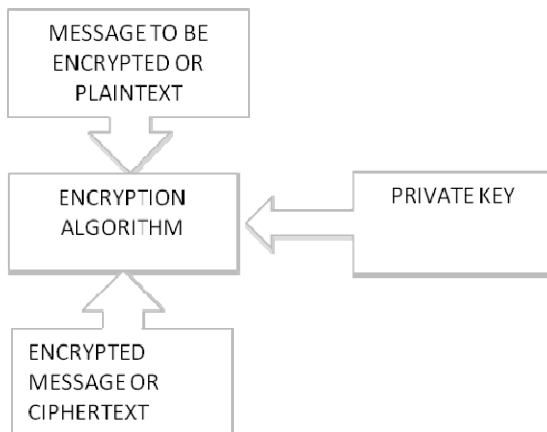 MESSAGE TO BE
ENCRYPTED OR
PLAINTEXT
ENCRYPTION
ALGORITHM
PRIVATE KEY
ENCRYPTED
MESSAGE OR
CIPHERTEXT